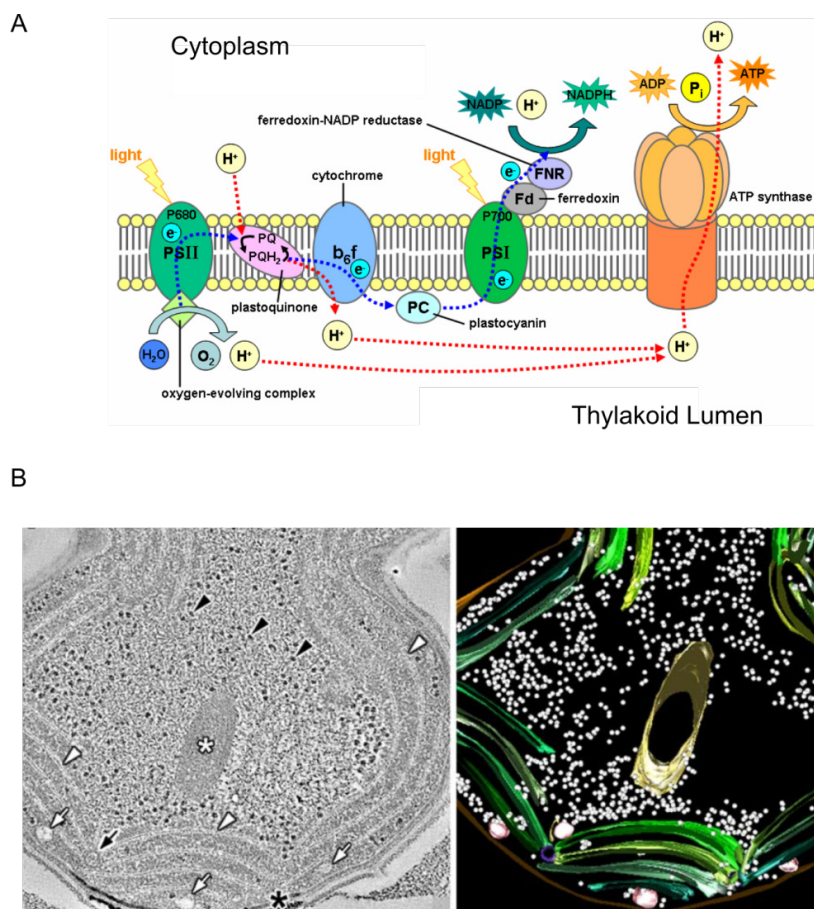 A
Cytoplasm
H⁺
NADP
H⁺
NADPH
ADP
Pi
ATP
ferredoxin-NADP reductase
light
H⁺
cytochrome
light
e⁻
FNR
Fd
ferredoxin
ATP synthase
P680
e⁻
PSII
PQ
PQH₂
b₆f
e⁻
P700
PSI
e⁻
plastoquinone
PC
plastocyanin
H⁺
H⁺
H₂O
O₂
H⁺
oxygen-evolving complex
Thylakoid Lumen
B
*
*